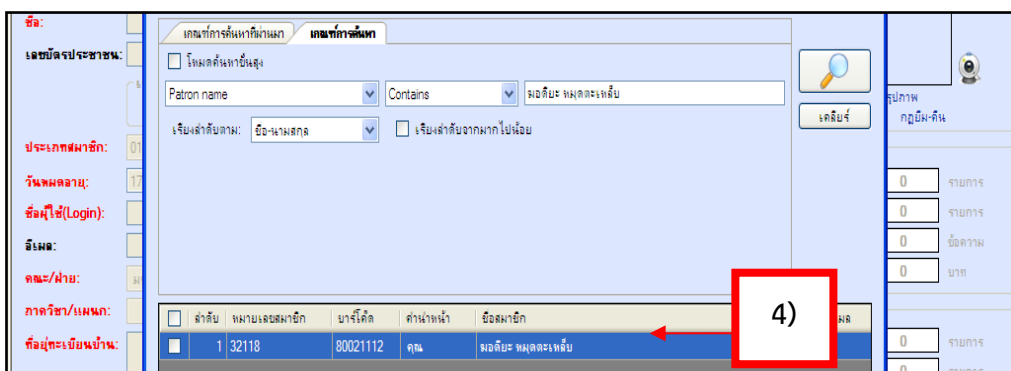 ชื่อ:
เลขบัตรประชาชน:
ประเภทสมาชิก: 01
วันหมดอายุ: 17
ชื่อผู้ใช้(Login):
อีเมล:
คณะ/ฝ่าย:
ภาควิชา/แผนก:
ที่อยู่ทะเบียนบ้าน:
เกณฑ์การค้นหาที่ผ่านมา เกณฑ์การค้นหา
โหมดค้นหาขั้นสูง
Patron name Contains มอดิยะ หมุดตะเหล็บ
เรียงลำดับตาม: ชื่อ-นามสกุล เรียงลำดับจากมากไปน้อย
เคลียร์
รูปภาพ
กฎยืม-คืน
0 รายการ
0 รายการ
0 ข้อความ
0 บาท
4)
ลำดับ หมายเลขสมาชิก บาร์โค้ด คำนำหน้า ชื่อสมาชิก
1 32118 80021112 คุณ มอดิยะ หมุดตะเหล็บ
0 รายการ
0